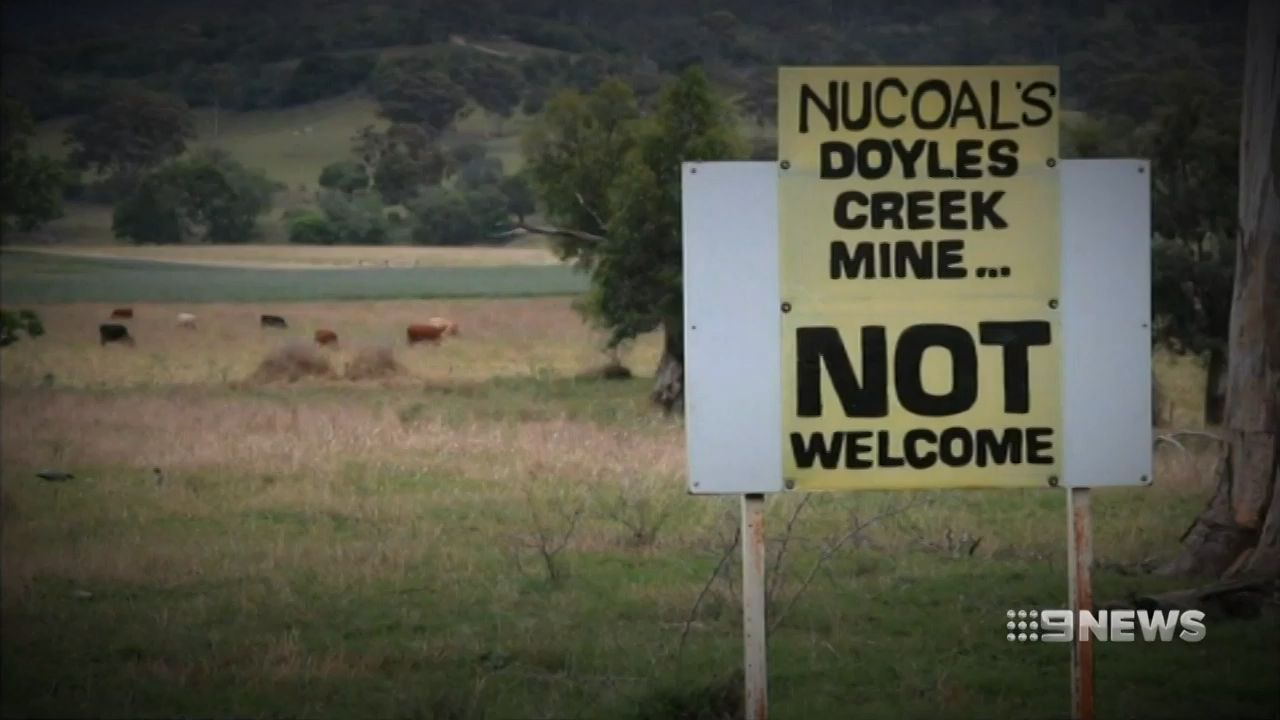 NUCOAL'S
DOYLES
CREEK
MINE...
NOT
WELCOME
9NEWS